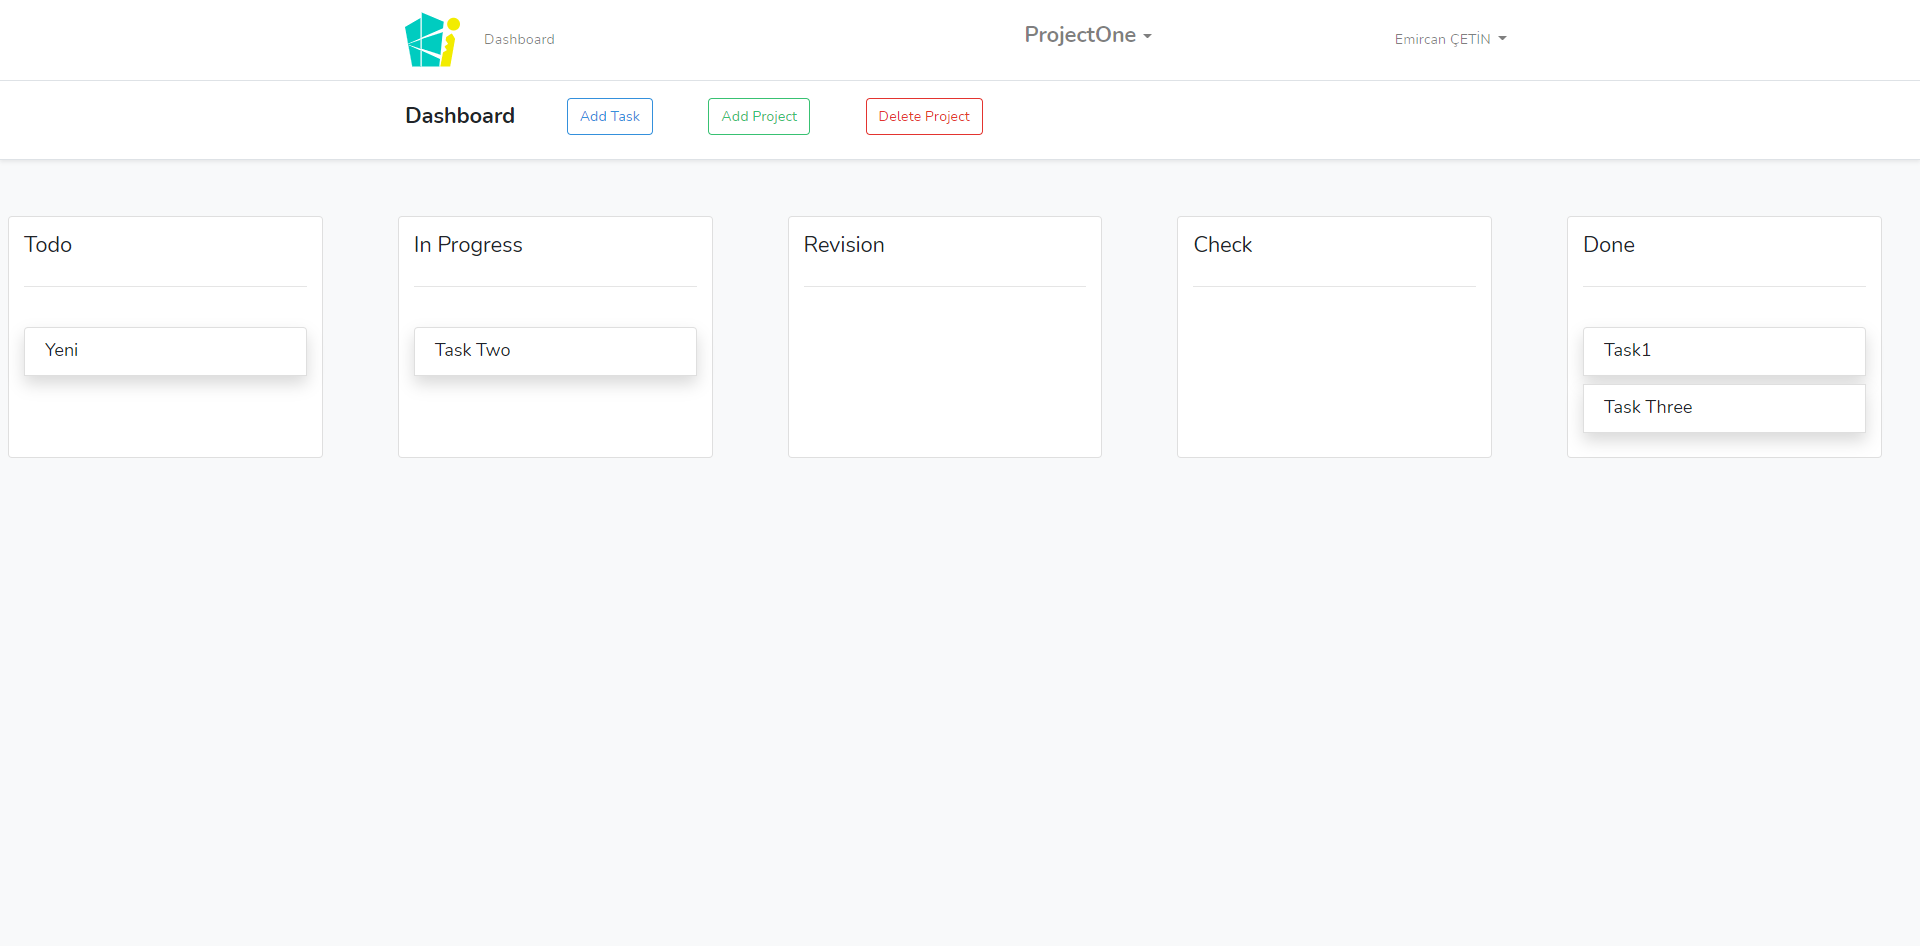 Dashboard
ProjectOne
Emircan ÇETİN
Dashboard
Add Task
Add Project
Delete Project
Todo
Yeni
In Progress
Task Two
Revision
Check
Done
Task1
Task Three